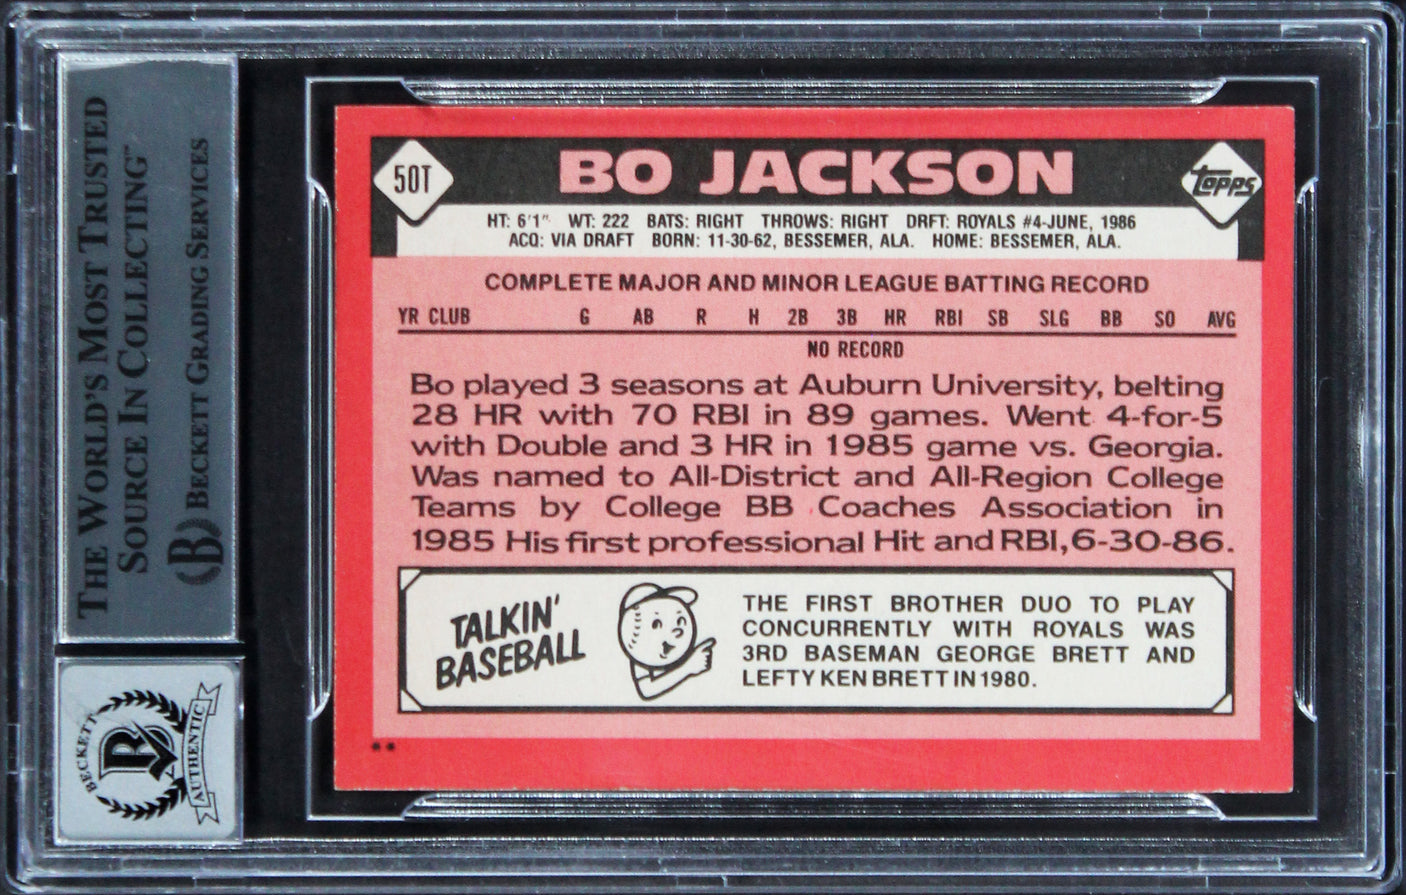 THE WORLD'S MOST TRUSTED
SOURCE IN COLLECTING™
BECKETT GRADING SERVICES
B
BECKETT
B
AUTHENTIC
50T
BO JACKSON
topps
HT: 6'1" WT: 222 BATS: RIGHT THROWS: RIGHT DRFT: ROYALS #4-JUNE, 1986
ACQ: VIA DRAFT BORN: 11-30-62, BESSEMER, ALA. HOME: BESSEMER, ALA.
COMPLETE MAJOR AND MINOR LEAGUE BATTING RECORD
YR CLUB G AB R H 2B 3B HR RBI SB SLG BB SO AVG
NO RECORD
Bo played 3 seasons at Auburn University, belting
28 HR with 70 RBI in 89 games. Went 4-for-5
with Double and 3 HR in 1985 game vs. Georgia.
Was named to All-District and All-Region College
Teams by College BB Coaches Association in
1985 His first professional Hit and RBI, 6-30-86.
TALKIN'
BASEBALL
THE FIRST BROTHER DUO TO PLAY
CONCURRENTLY WITH ROYALS WAS
3RD BASEMAN GEORGE BRETT AND
LEFTY KEN BRETT IN 1980.
**